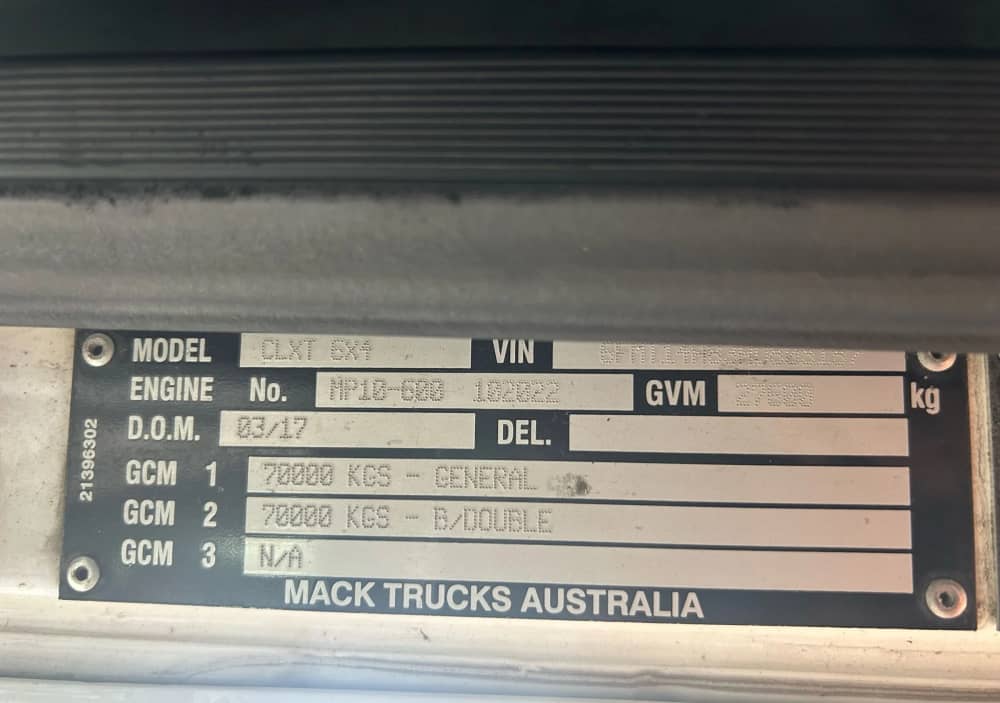 MODEL CLXT 6X4 VIN
ENGINE No. MP10-600 102022 GVM kg
D.O.M. 03/17 DEL.
21396302
GCM 1 70000 KGS - GENERAL
GCM 2 70000 KGS - B/DOUBLE
GCM 3 N/A
MACK TRUCKS AUSTRALIA